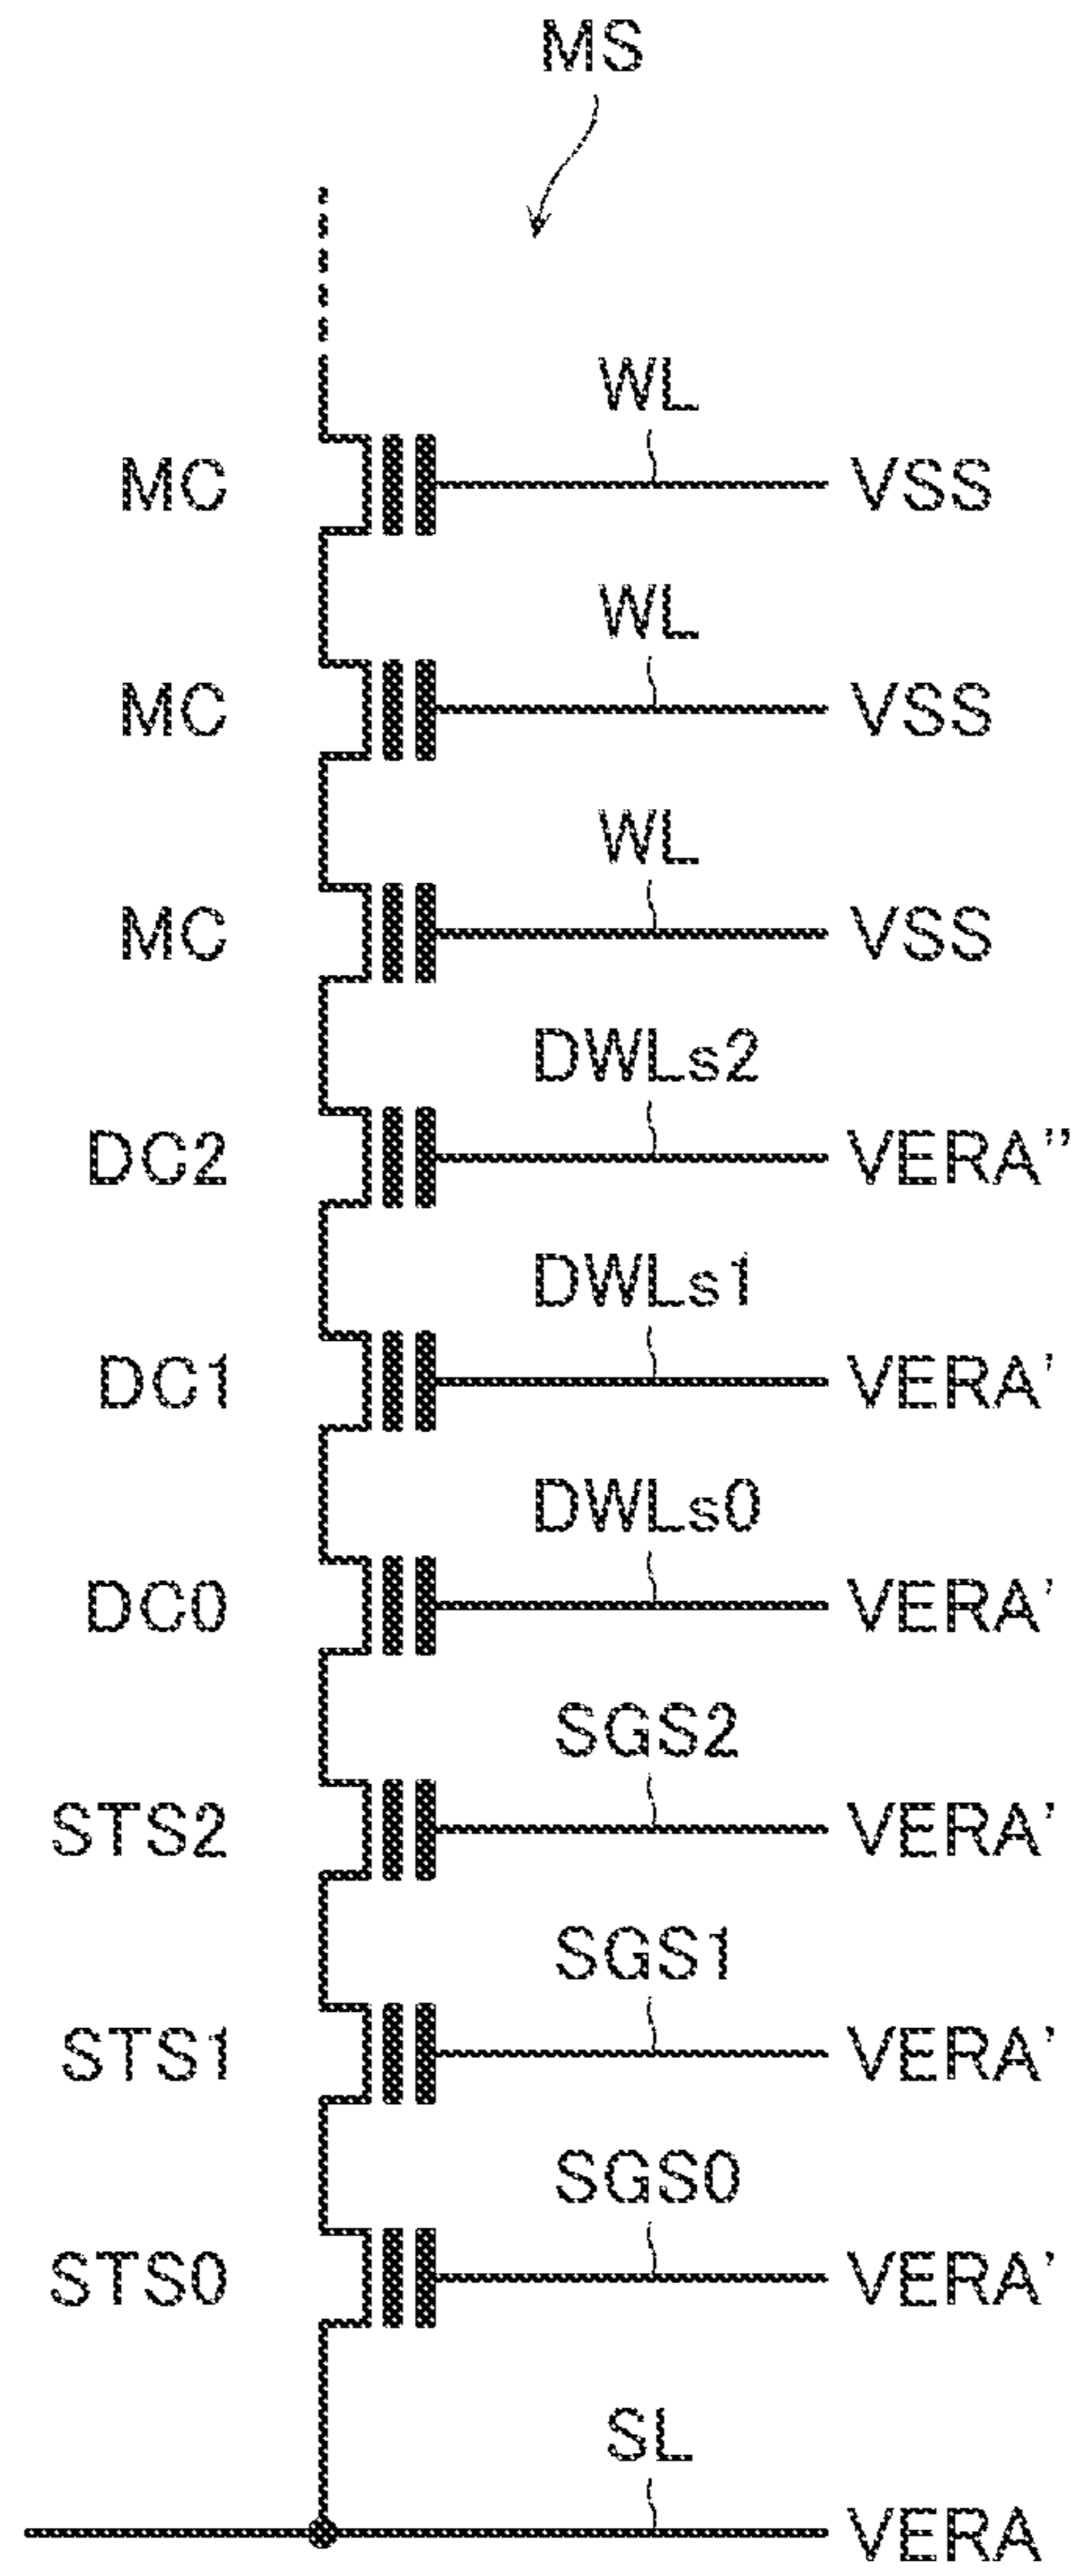 MS
WL
MC VSS
WL
MC VSS
WL
MC VSS
DWLs2
DC2 VERA''
DWLs1
DC1 VERA'
DWLs0
DC0 VERA'
SGS2
STS2 VERA'
SGS1
STS1 VERA'
SGS0
STS0 VERA'
SL
VERA